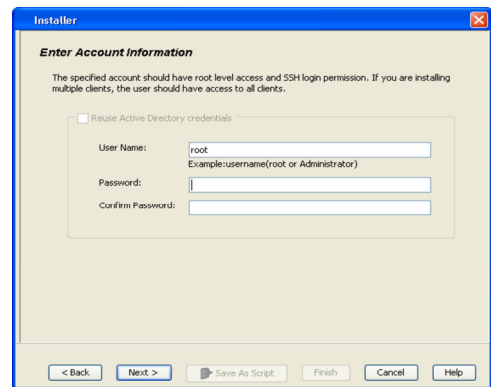 Installer
Enter Account Information
The specified account should have root level access and SSH login permission. If you are installing
multiple clients, the user should have access to all clients.
Reuse Active Directory credentials
User Name: root
Example:username(root or Administrator)
Password:
Confirm Password:
< Back Next > Save As Script Finish Cancel Help